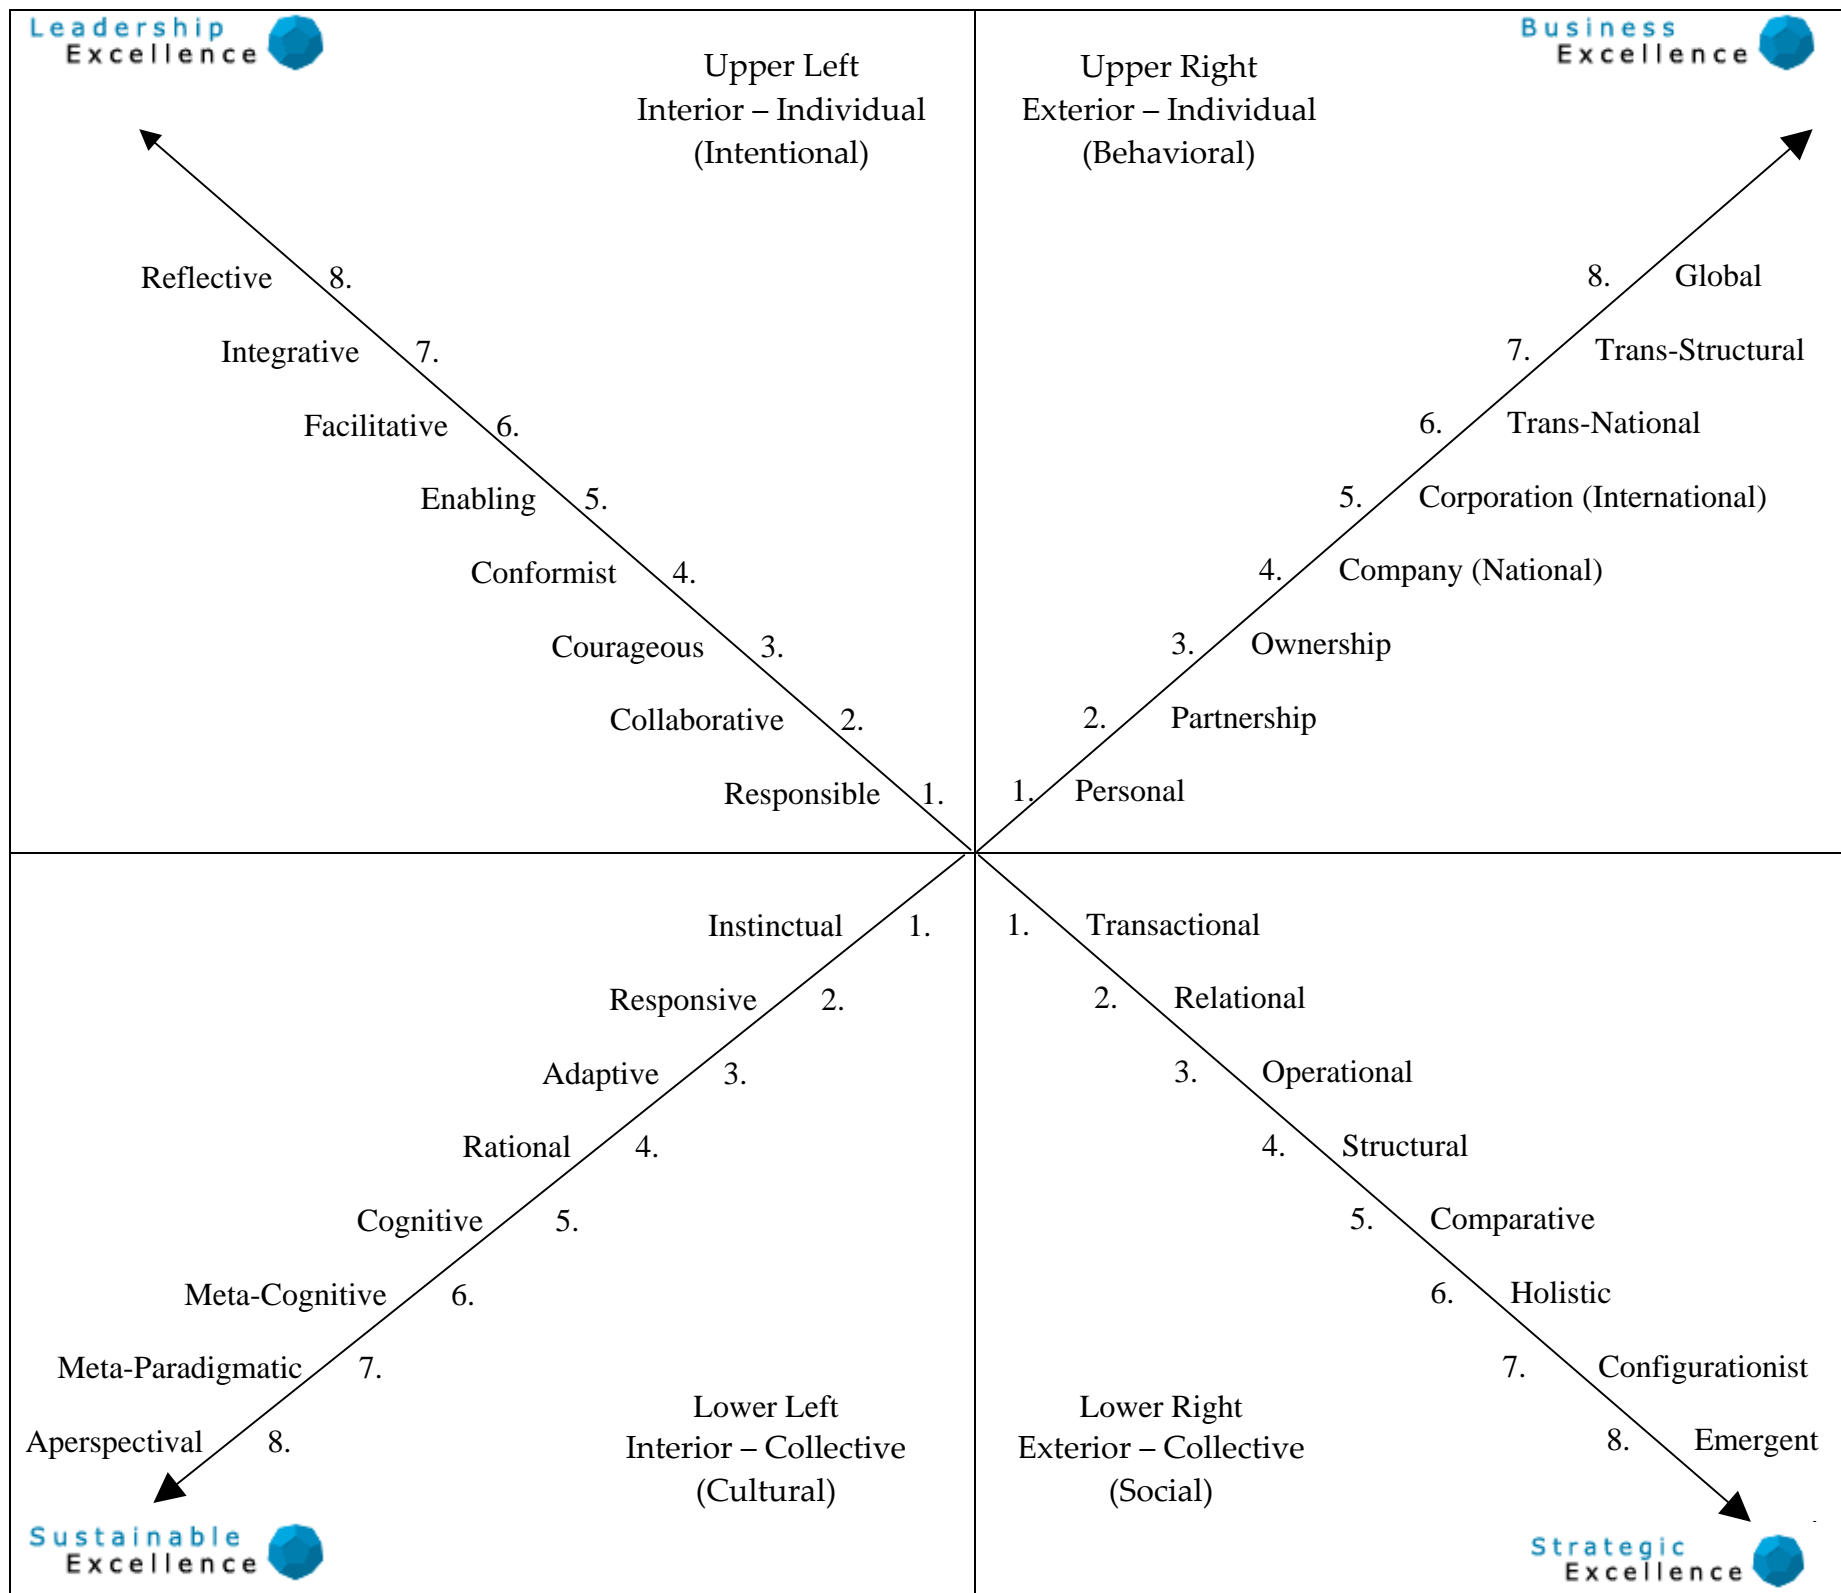 Leadership
Excellence
Upper Left
Interior – Individual
(Intentional)
Reflective 8.
Integrative 7.
Facilitative 6.
Enabling 5.
Conformist 4.
Courageous 3.
Collaborative 2.
Responsible 1.
Business
Excellence
Upper Right
Exterior – Individual
(Behavioral)
8. Global
7. Trans-Structural
6. Trans-National
5. Corporation (International)
4. Company (National)
3. Ownership
2. Partnership
1. Personal
Instinctual 1.
Responsive 2.
Adaptive 3.
Rational 4.
Cognitive 5.
Meta-Cognitive 6.
Meta-Paradigmatic 7.
Aperspectival 8.
Lower Left
Interior – Collective
(Cultural)
Sustainable
Excellence
1. Transactional
2. Relational
3. Operational
4. Structural
5. Comparative
6. Holistic
7. Configurationist
8. Emergent
Lower Right
Exterior – Collective
(Social)
Strategic
Excellence